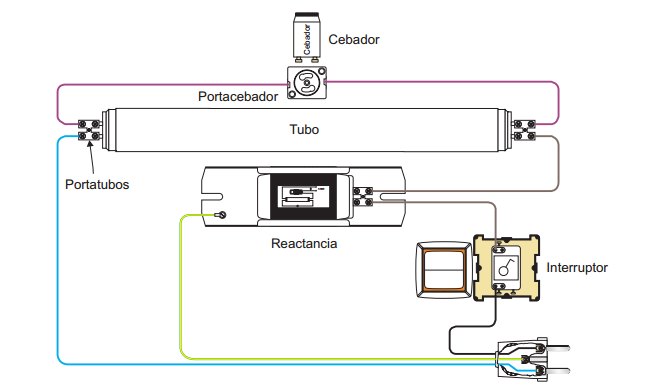 Cebador
Cebador
Portacebador
Tubo
Portatubos
Reactancia
Interruptor